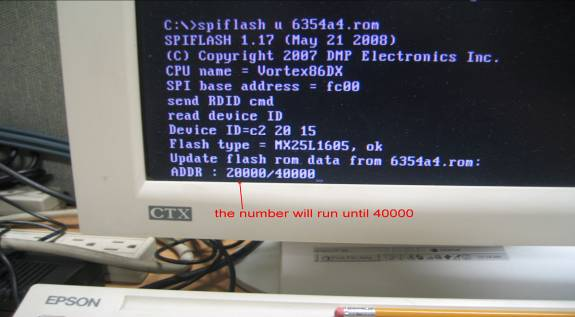 C:\>spiflash u 6354a4.rom
SPIFLASH 1.17 (May 21 2008)
(C) Copyright 2007 DMP Electronics Inc.
CPU name = Vortex86DX
SPI base address = fc00
send RDID cmd
read device ID
Device ID=c2 20 15
Flash type = MX25L1605, ok
Update flash rom data from 6354a4.rom:
ADDR : 20000/40000_
CTX
the number will run until 40000
EPSON